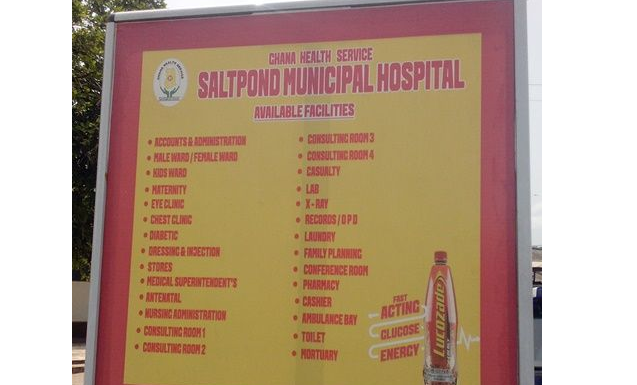 GHANA HEALTH SERVICE
SALTPOND MUNICIPAL HOSPITAL
AVAILABLE FACILITIES
• ACCOUNTS & ADMINISTRATION
• MALE WARD / FEMALE WARD
• KIDS WARD
• MATERNITY
• EYE CLINIC
• CHEST CLINIC
• DIABETIC
• DRESSING & INJECTION
• STORES
• MEDICAL SUPERINTENDENT'S
• ANTENATAL
• NURSING ADMINISTRATION
• CONSULTING ROOM 1
• CONSULTING ROOM 2
• CONSULTING ROOM 3
• CONSULTING ROOM 4
• CASUALTY
• LAB
• X - RAY
• RECORDS / O P D
• LAUNDRY
• FAMILY PLANNING
• CONFERENCE ROOM
• PHARMACY
• CASHIER
• AMBULANCE BAY
• TOILET
• MORTUARY
FAST
ACTING
GLUCOSE
ENERGY
Lucozade